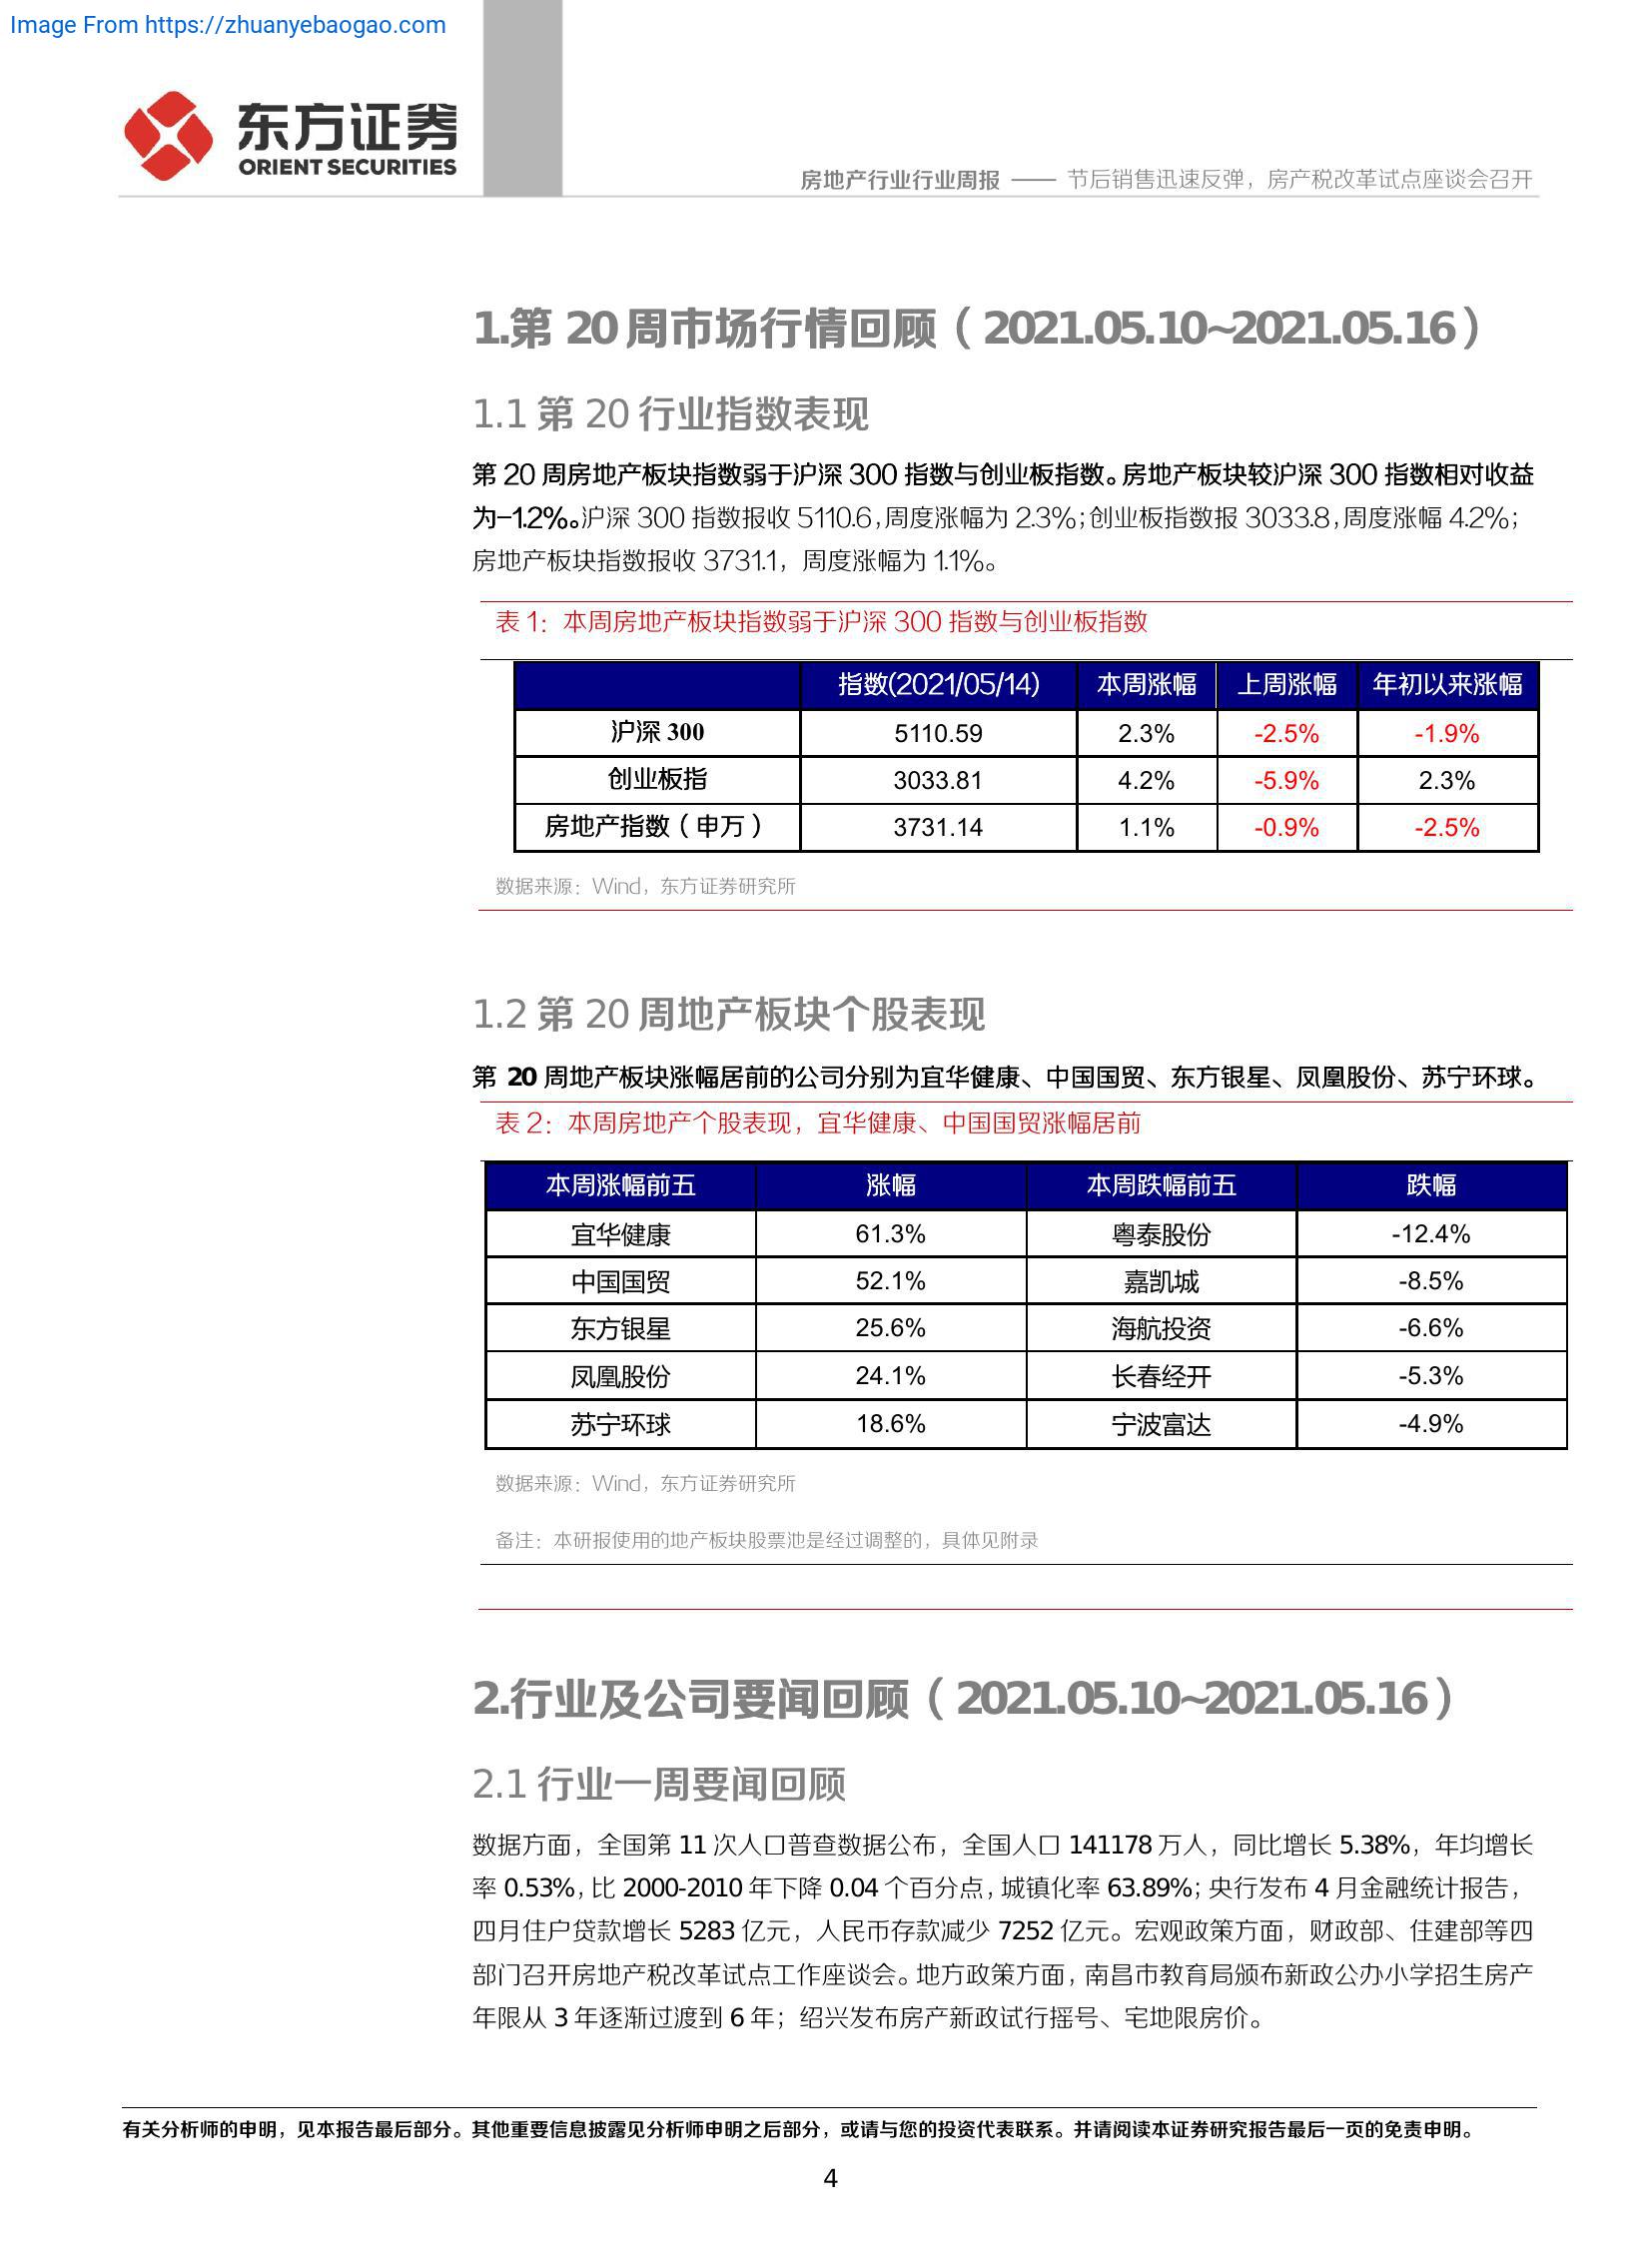 Image From https://zhuanyebaogao.com
东方证券
ORIENT SECURITIES
房地产行业行业周报 —— 节后销售迅速反弹，房产税改革试点座谈会召开
1.第 20 周市场行情回顾（2021.05.10~2021.05.16）
1.1 第 20 行业指数表现
第 20 周房地产板块指数弱于沪深 300 指数与创业板指数。房地产板块较沪深 300 指数相对收益
为-1.2%。沪深 300 指数报收 5110.6，周度涨幅为 2.3%；创业板指数报 3033.8，周度涨幅 4.2%；
房地产板块指数报收 3731.1，周度涨幅为 1.1%。
表 1：本周房地产板块指数弱于沪深 300 指数与创业板指数
指数(2021/05/14) 本周涨幅 上周涨幅 年初以来涨幅
沪深 300 5110.59 2.3% -2.5% -1.9%
创业板指 3033.81 4.2% -5.9% 2.3%
房地产指数（申万） 3731.14 1.1% -0.9% -2.5%
数据来源：Wind，东方证券研究所
1.2 第 20 周地产板块个股表现
第 20 周地产板块涨幅居前的公司分别为宜华健康、中国国贸、东方银星、凤凰股份、苏宁环球。
表 2：本周房地产个股表现，宜华健康、中国国贸涨幅居前
本周涨幅前五 涨幅 本周跌幅前五 跌幅
宜华健康 61.3% 粤泰股份 -12.4%
中国国贸 52.1% 嘉凯城 -8.5%
东方银星 25.6% 海航投资 -6.6%
凤凰股份 24.1% 长春经开 -5.3%
苏宁环球 18.6% 宁波富达 -4.9%
数据来源：Wind，东方证券研究所
备注：本研报使用的地产板块股票池是经过调整的，具体见附录
2.行业及公司要闻回顾（2021.05.10~2021.05.16）
2.1 行业一周要闻回顾
数据方面，全国第 11 次人口普查数据公布，全国人口 141178 万人，同比增长 5.38%，年均增长
率 0.53%，比 2000-2010 年下降 0.04 个百分点，城镇化率 63.89%；央行发布 4 月金融统计报告，
四月住户贷款增长 5283 亿元，人民币存款减少 7252 亿元。宏观政策方面，财政部、住建部等四
部门召开房地产税改革试点工作座谈会。地方政策方面，南昌市教育局颁布新政公办小学招生房产
年限从 3 年逐渐过渡到 6 年；绍兴发布房产新政试行摇号、宅地限房价。
有关分析师的申明，见本报告最后部分。其他重要信息披露见分析师申明之后部分，或请与您的投资代表联系。并请阅读本证券研究报告最后一页的免责申明。
4